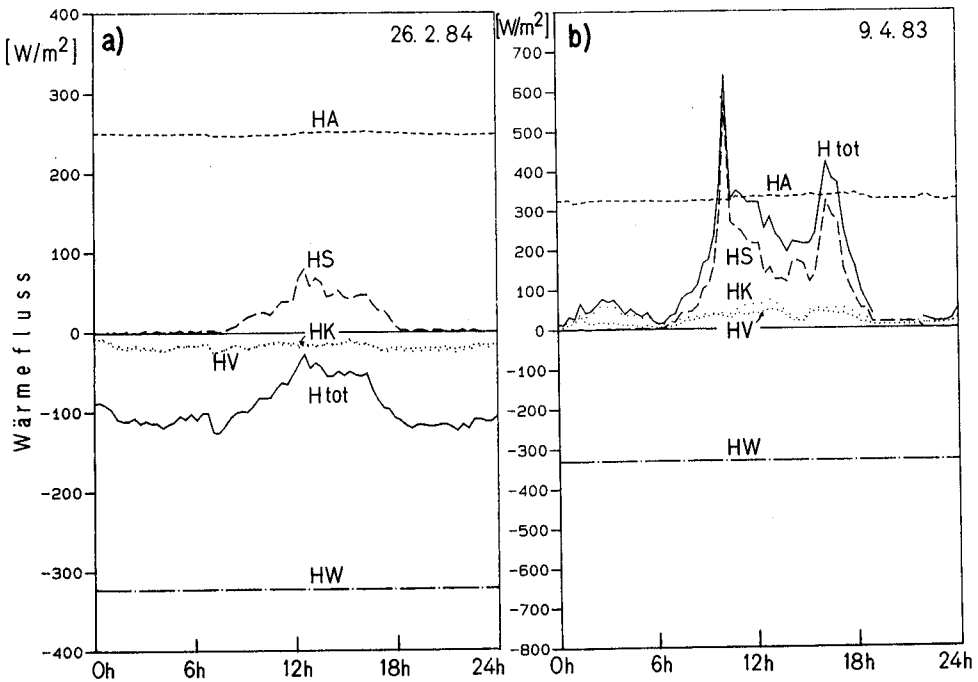 a)
26. 2. 84
[W/m²]
400
300
200
100
0
-100
-200
-300
-400
Wärmefluss
HA
HS
HK
HV
H tot
HW
0h
6h
12h
18h
24h
b)
9. 4. 83
[W/m²]
700
600
500
400
300
200
100
0
-100
-200
-300
-400
-500
-600
-700
-800
H tot
HA
HS
HK
HV
HW
0h
6h
12h
18h
24h